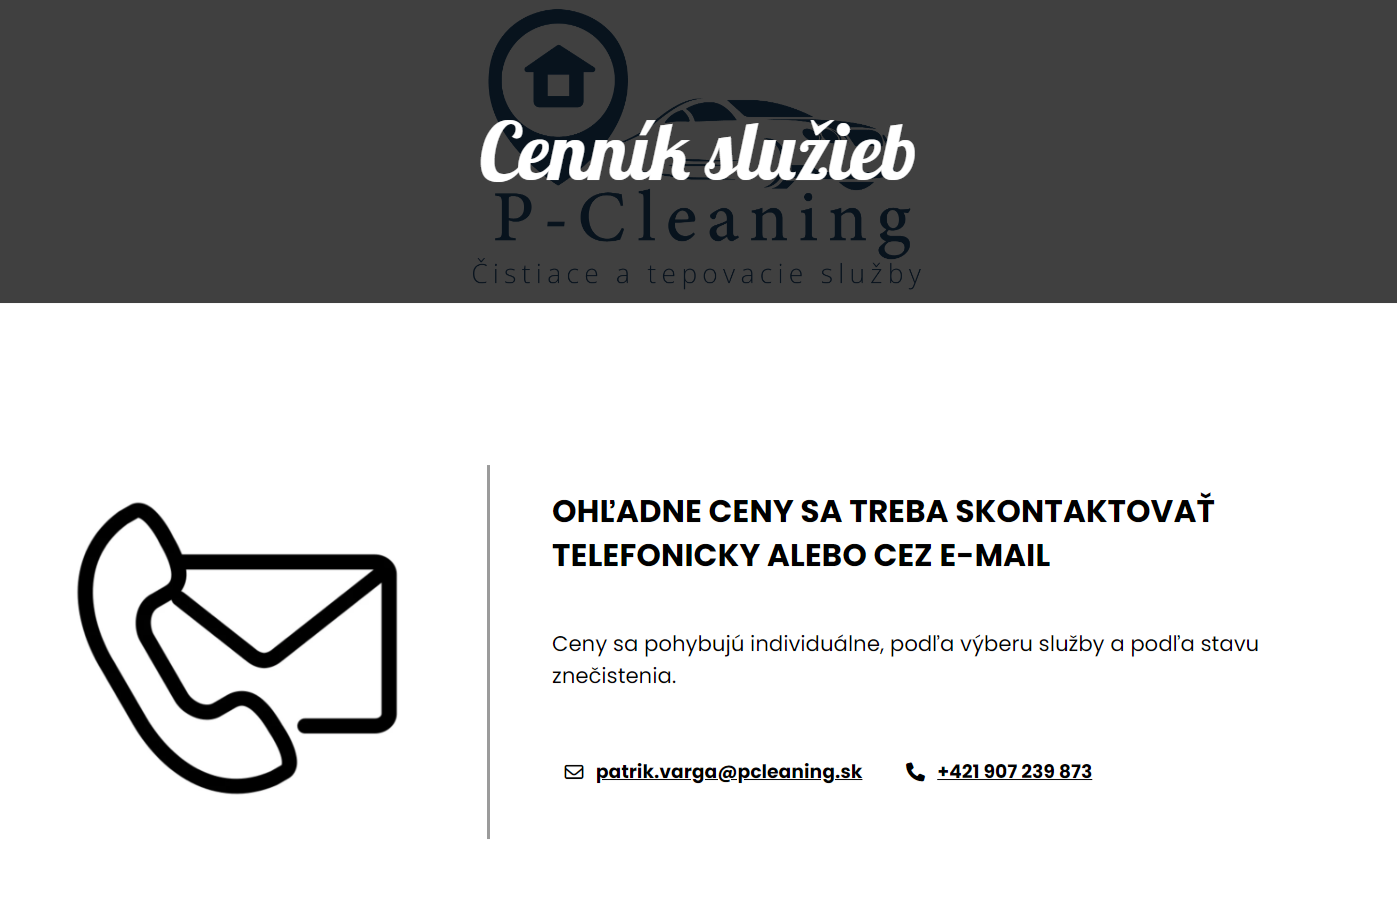 Cenník služieb
P-Cleaning
Čistiace a tepovacie služby
OHĽADNE CENY SA TREBA SKONTAKTOVAŤ
TELEFONICKY ALEBO CEZ E-MAIL
Ceny sa pohybujú individuálne, podľa výberu služby a podľa stavu
znečistenia.
patrik.varga@pcleaning.sk +421 907 239 873